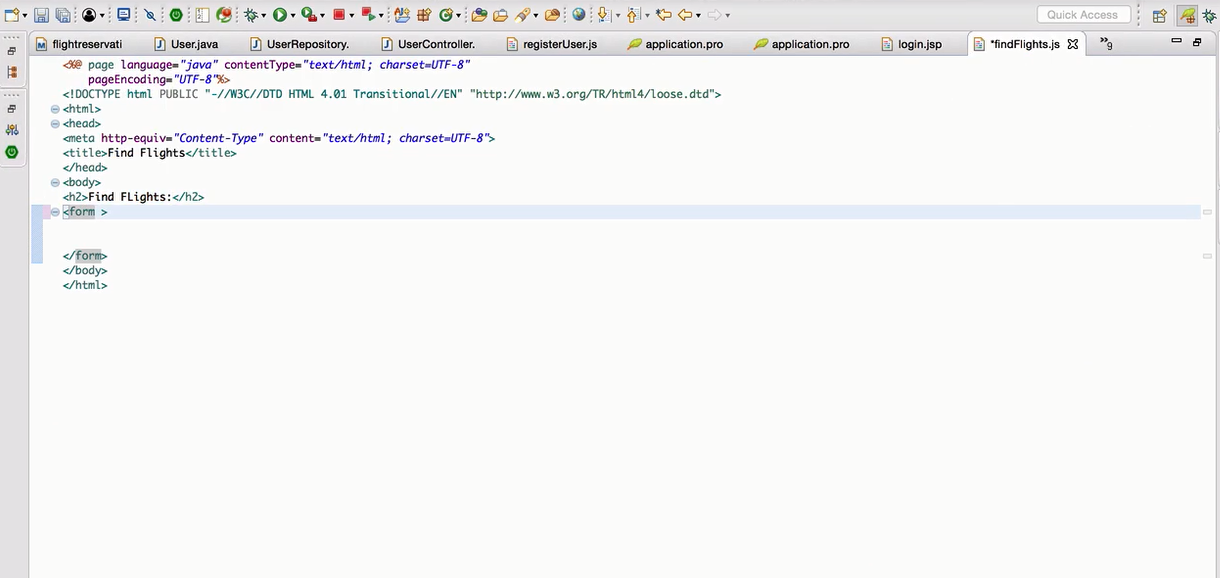 Quick Access
flightreservati User.java UserRepository. UserController. registerUser.js application.pro application.pro login.jsp *findFlights.js 9
<%@ page language="java" contentType="text/html; charset=UTF-8"
pageEncoding="UTF-8"%>
<!DOCTYPE html PUBLIC "-//W3C//DTD HTML 4.01 Transitional//EN" "http://www.w3.org/TR/html4/loose.dtd">
<html>
<head>
<meta http-equiv="Content-Type" content="text/html; charset=UTF-8">
<title>Find Flights</title>
</head>
<body>
<h2>Find FLights:</h2>
<form >
</form>
</body>
</html>